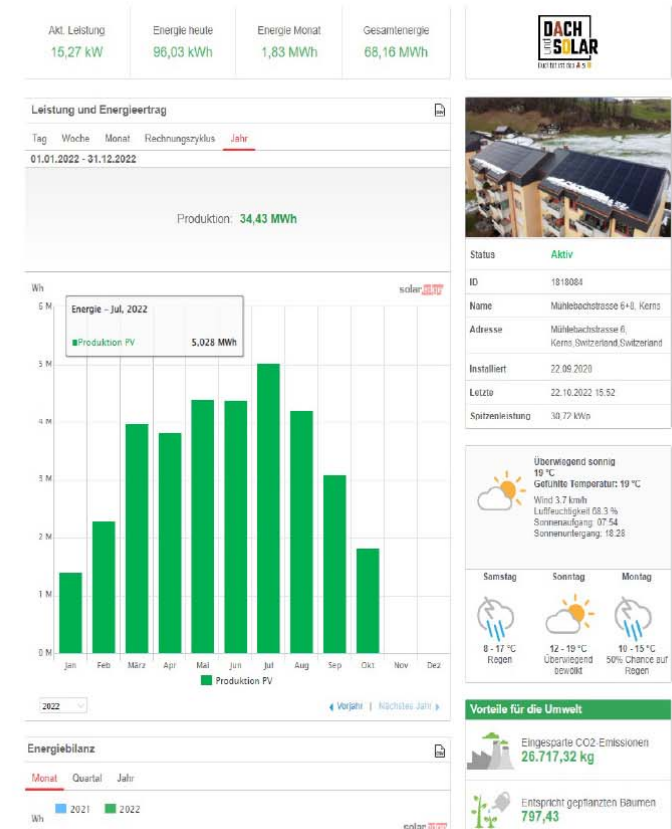 Akt. Leistung
15,27 kW
Energie heute
96,03 kWh
Energie Monat
1,83 MWh
Gesamtenergie
68,16 MWh
DACH
und
SOLAR
Leistung und Energieertrag
Tag Woche Monat Rechnungszyklus Jahr
01.01.2022 - 31.12.2022
Produktion: 34,43 MWh
Wh
solar
6 M
Energie - Jul, 2022
Produktion PV 5,028 MWh
5 M
4 M
3 M
2 M
1 M
0 M
Jan Feb März Apr Mai Jun Jul Aug Sep Okt Nov Dez
Produktion PV
2022
Vorjahr | Nächstes Jahr
Energiebilanz
Monat Quartal Jahr
2021 2022
Wh
solar
Status Aktiv
ID 1818084
Name Mühlebachstrasse 6+8, Kerns
Adresse Mühlebachstrasse 6,
Kerns,Switzerland,Switzerland
Installiert 22.09.2020
Letzte 22.10.2022 15:52
Spitzenleistung 30,72 kWp
Überwiegend sonnig
19 °C
Gefühlte Temperatur: 19 °C
Wind 3.7 km/h
Luftfeuchtigkeit 68.3 %
Sonnenaufgang: 07:54
Sonnenuntergang: 18:28
Samstag
8 - 17 °C
Regen
Sonntag
12 - 19 °C
Überwiegend
bewölkt
Montag
10 - 15 °C
50% Chance auf
Regen
Vorteile für die Umwelt
Eingesparte CO2-Emissionen
26.717,32 kg
Entspricht gepflanzten Bäumen
797,43